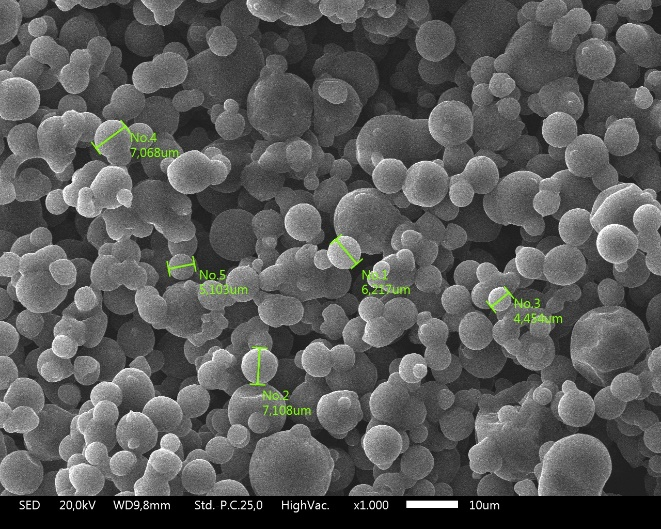 No.4
7,068um
No.5
5,103um
No.1
6,217um
No.3
4,454um
No.2
7,108um
SED 20,0kV WD9,8mm Std. P.C.25,0 HighVac. x1.000 10um